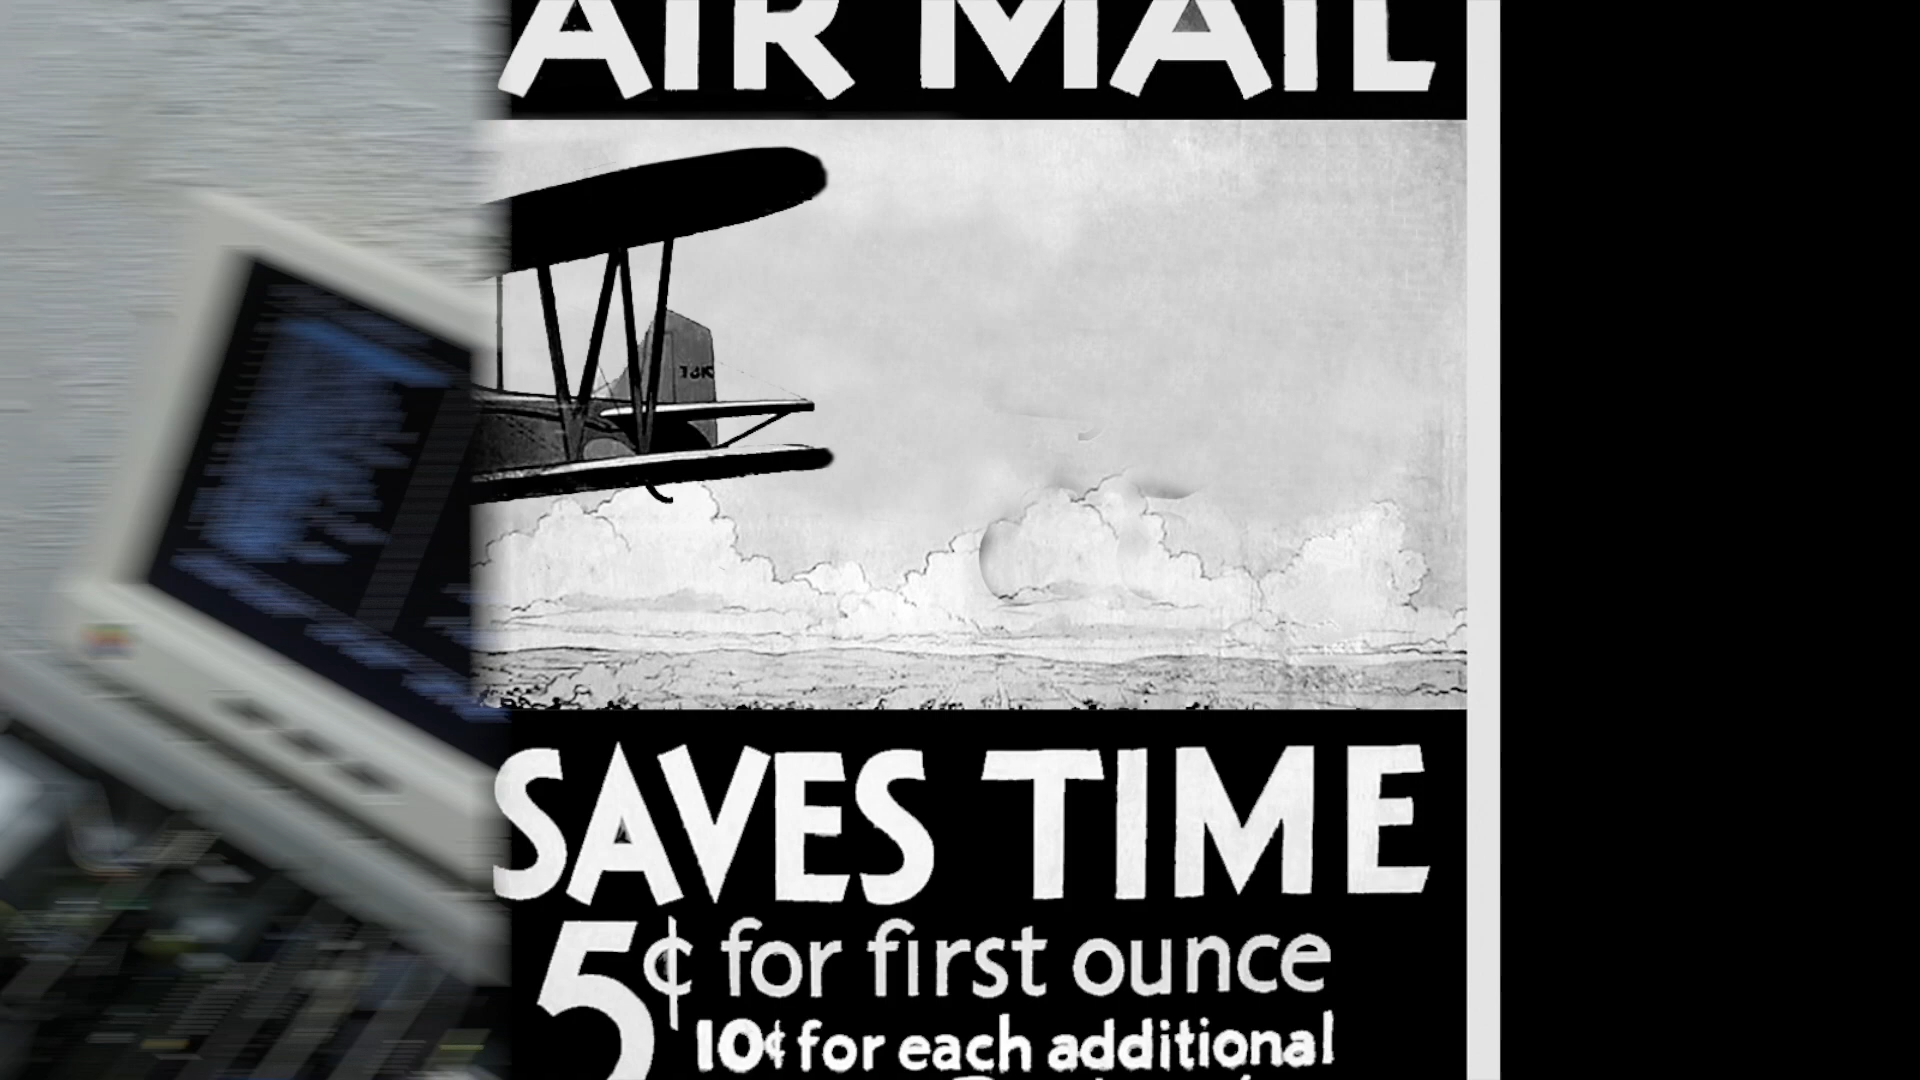 AIR MAIL
SAVES TIME
5¢ for first ounce
10¢ for each additional